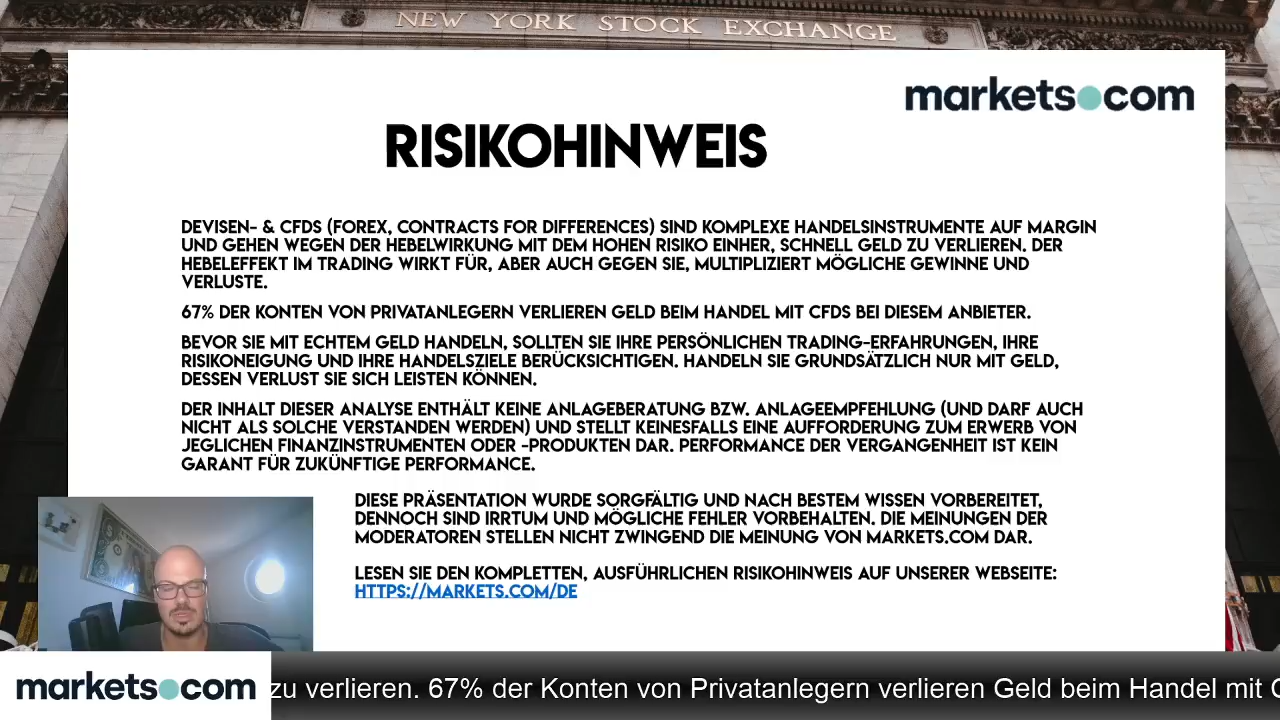 NEW YORK STOCK EXCHANGE
markets.com
RISIKOHINWEIS
DEVISEN- & CFDS (FOREX, CONTRACTS FOR DIFFERENCES) SIND KOMPLEXE HANDELSINSTRUMENTE AUF MARGIN
UND GEHEN WEGEN DER HEBELWIRKUNG MIT DEM HOHEN RISIKO EINHER, SCHNELL GELD ZU VERLIEREN. DER
HEBELEFFEKT IM TRADING WIRKT FÜR, ABER AUCH GEGEN SIE, MULTIPLIZIERT MÖGLICHE GEWINNE UND
VERLUSTE.
67% DER KONTEN VON PRIVATANLEGERN VERLIEREN GELD BEIM HANDEL MIT CFDS BEI DIESEM ANBIETER.
BEVOR SIE MIT ECHTEM GELD HANDELN, SOLLTEN SIE IHRE PERSÖNLICHEN TRADING-ERFAHRUNGEN, IHRE
RISIKONEIGUNG UND IHRE HANDELSZIELE BERÜCKSICHTIGEN. HANDELN SIE GRUNDSÄTZLICH NUR MIT GELD,
DESSEN VERLUST SIE SICH LEISTEN KÖNNEN.
DER INHALT DIESER ANALYSE ENTHÄLT KEINE ANLAGEBERATUNG BZW. ANLAGEEMPFEHLUNG (UND DARF AUCH
NICHT ALS SOLCHE VERSTANDEN WERDEN) UND STELLT KEINESFALLS EINE AUFFORDERUNG ZUM ERWERB VON
JEGLICHEN FINANZINSTRUMENTEN ODER -PRODUKTEN DAR. PERFORMANCE DER VERGANGENHEIT IST KEIN
GARANT FÜR ZUKÜNFTIGE PERFORMANCE.
DIESE PRÄSENTATION WURDE SORGFÄLTIG UND NACH BESTEM WISSEN VORBEREITET,
DENNOCH SIND IRRTUM UND MÖGLICHE FEHLER VORBEHALTEN. DIE MEINUNGEN DER
MODERATOREN STELLEN NICHT ZWINGEND DIE MEINUNG VON MARKETS.COM DAR.
LESEN SIE DEN KOMPLETTEN, AUSFÜHRLICHEN RISIKOHINWEIS AUF UNSERER WEBSEITE:
HTTPS://MARKETS.COM/DE
markets.com
zu verlieren. 67% der Konten von Privatanlegern verlieren Geld beim Handel mit C